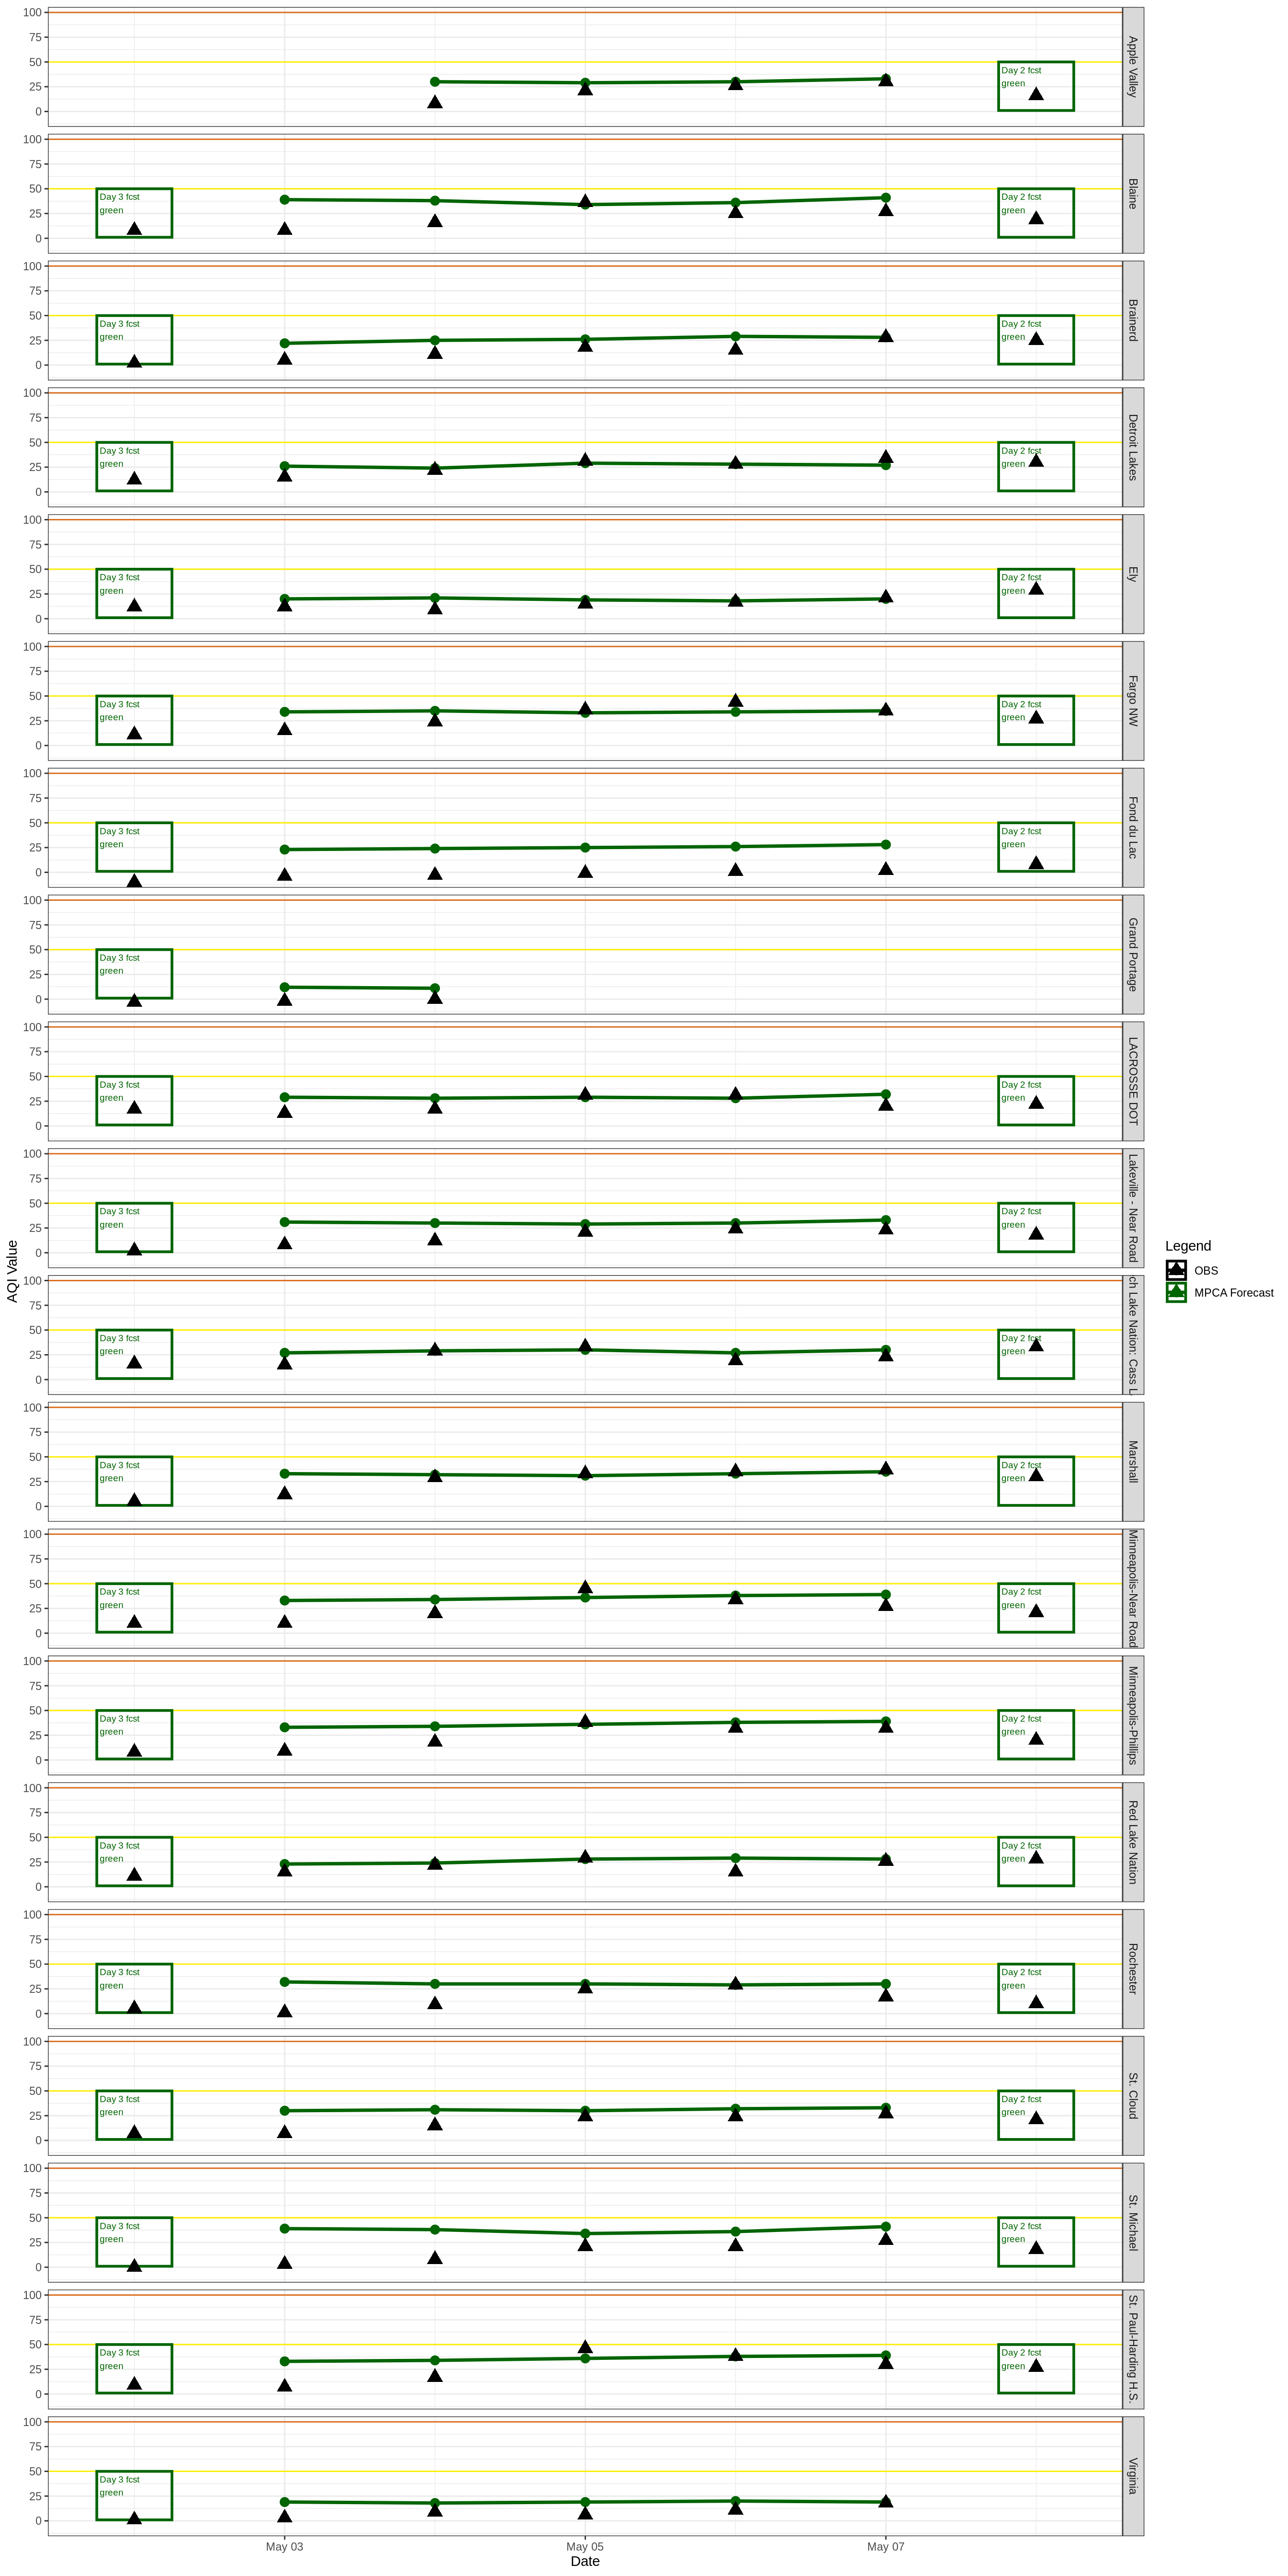 100
75
50
25
0
Day 2 fcst
green
Apple Valley
100
75
50
25
0
Day 3 fcst
green
Day 2 fcst
green
Blaine
100
75
50
25
0
Day 3 fcst
green
Day 2 fcst
green
Brainerd
100
75
50
25
0
Day 3 fcst
green
Day 2 fcst
green
Detroit Lakes
100
75
50
25
0
Day 3 fcst
green
Day 2 fcst
green
Ely
100
75
50
25
0
Day 3 fcst
green
Day 2 fcst
green
Fargo NW
100
75
50
25
0
Day 3 fcst
green
Day 2 fcst
green
Fond du Lac
100
75
50
25
0
Day 3 fcst
green
Grand Portage
100
75
50
25
0
Day 3 fcst
green
Day 2 fcst
green
LACROSSE DOT
100
75
50
25
0
Day 3 fcst
green
Day 2 fcst
green
Lakeville - Near Road
AQI Value
100
75
50
25
0
Day 3 fcst
green
Day 2 fcst
green
ch Lake Nation: Cass L
Legend
OBS
MPCA Forecast
100
75
50
25
0
Day 3 fcst
green
Day 2 fcst
green
Marshall
100
75
50
25
0
Day 3 fcst
green
Day 2 fcst
green
Minneapolis-Near Road
100
75
50
25
0
Day 3 fcst
green
Day 2 fcst
green
Minneapolis-Phillips
100
75
50
25
0
Day 3 fcst
green
Day 2 fcst
green
Red Lake Nation
100
75
50
25
0
Day 3 fcst
green
Day 2 fcst
green
Rochester
100
75
50
25
0
Day 3 fcst
green
Day 2 fcst
green
St. Cloud
100
75
50
25
0
Day 3 fcst
green
Day 2 fcst
green
St. Michael
100
75
50
25
0
Day 3 fcst
green
Day 2 fcst
green
St. Paul-Harding H.S.
100
75
50
25
0
Day 3 fcst
green
Virginia
May 03
May 05
May 07
Date